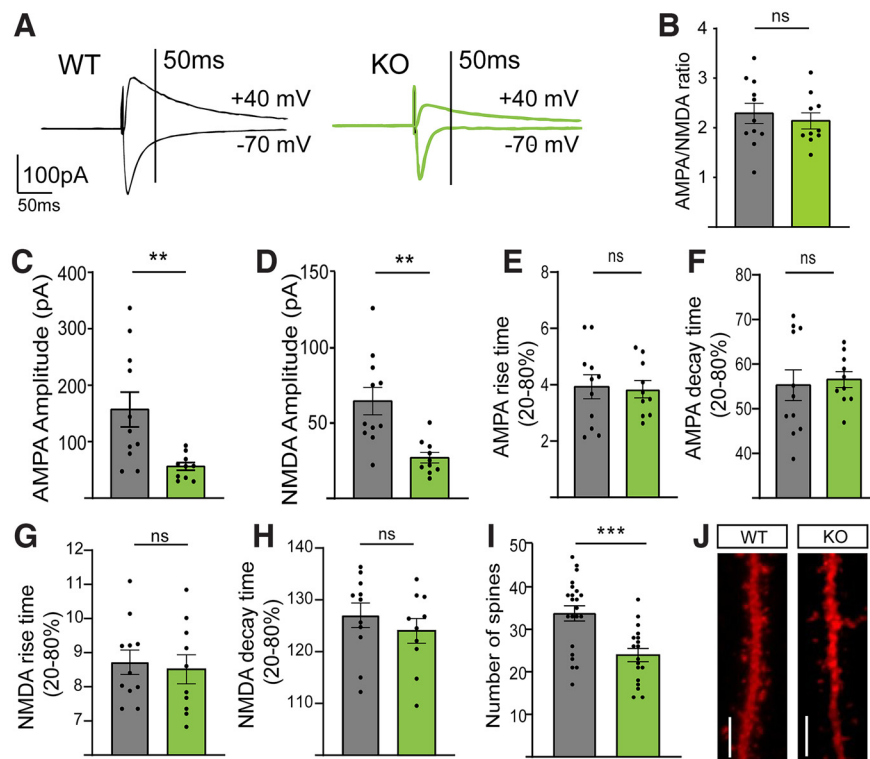 A
WT
50ms
+40 mV
-70 mV
100pA
50ms
KO
50ms
+40 mV
-70 mV
B
ns
AMPA/NMDA ratio
4
3
2
1
C
**
AMPA Amplitude (pA)
400
300
200
100
D
**
NMDA Amplitude (pA)
150
100
50
E
ns
AMPA rise time
(20-80%)
8
6
4
2
F
ns
AMPA decay time
(20-80%)
80
70
60
50
40
G
ns
NMDA rise time
(20-80%)
12
11
10
9
8
7
H
ns
NMDA decay time
(20-80%)
140
130
120
110
I
***
Number of spines
50
40
30
20
10
J
WT
KO